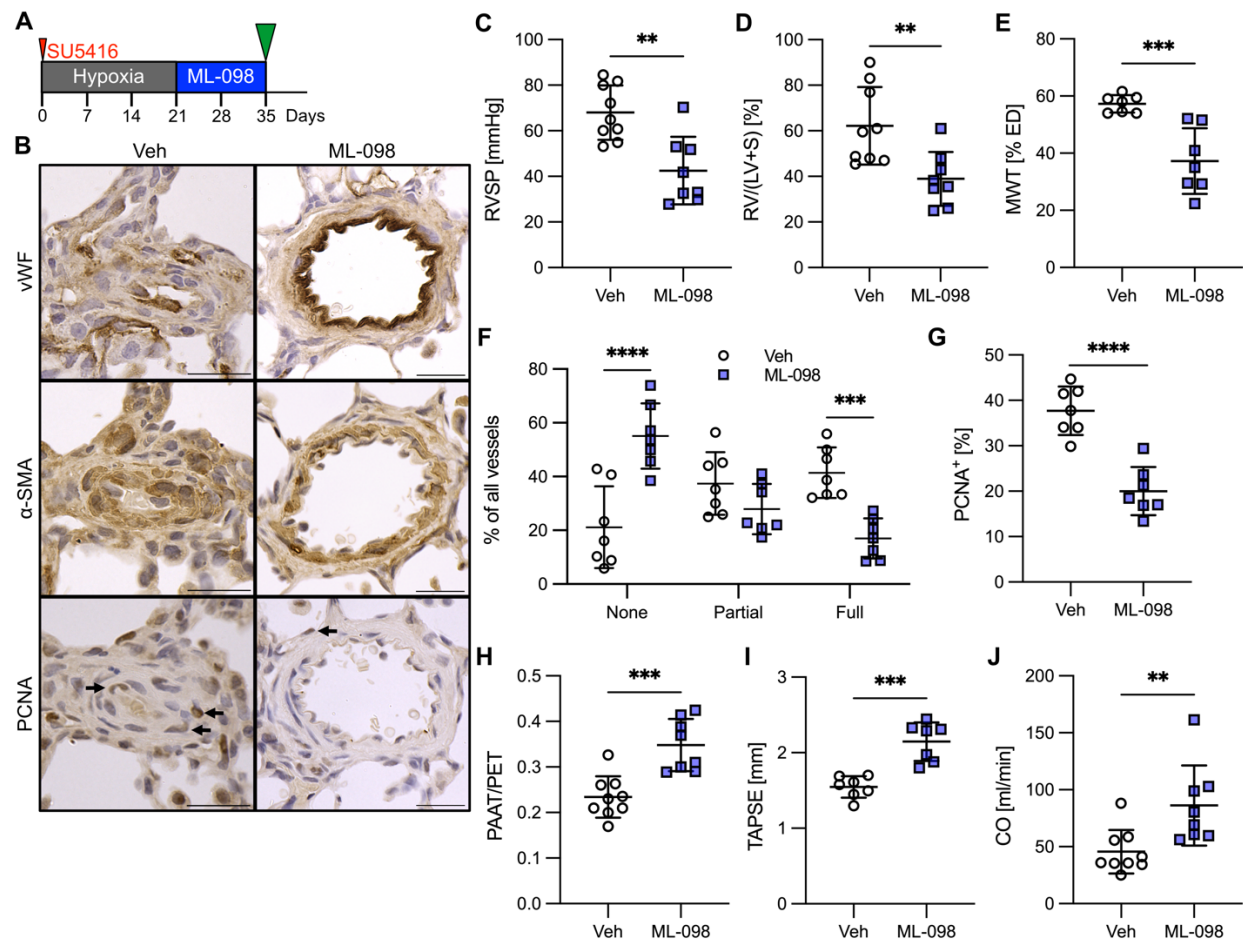 A
SU5416
Hypoxia
ML-098
0 7 14 21 28 35 Days
B
Veh ML-098
vWF
α-SMA
PCNA
C
**
RVSP [mmHg]
100
80
60
40
20
0
Veh ML-098
D
**
RV/(LV+S) [%]
100
80
60
40
20
0
Veh ML-098
E
***
MWT [% ED]
80
60
40
20
0
Veh ML-098
F
Veh
ML-098
****
***
% of all vessels
80
60
40
20
0
None Partial Full
G
****
PCNA⁺ [%]
50
40
30
20
10
0
Veh ML-098
H
***
PAAT/PET
0.5
0.4
0.3
0.2
0.1
0.0
Veh ML-098
I
***
TAPSE [mm]
3
2
1
0
Veh ML-098
J
**
CO [ml/min]
200
150
100
50
0
Veh ML-098